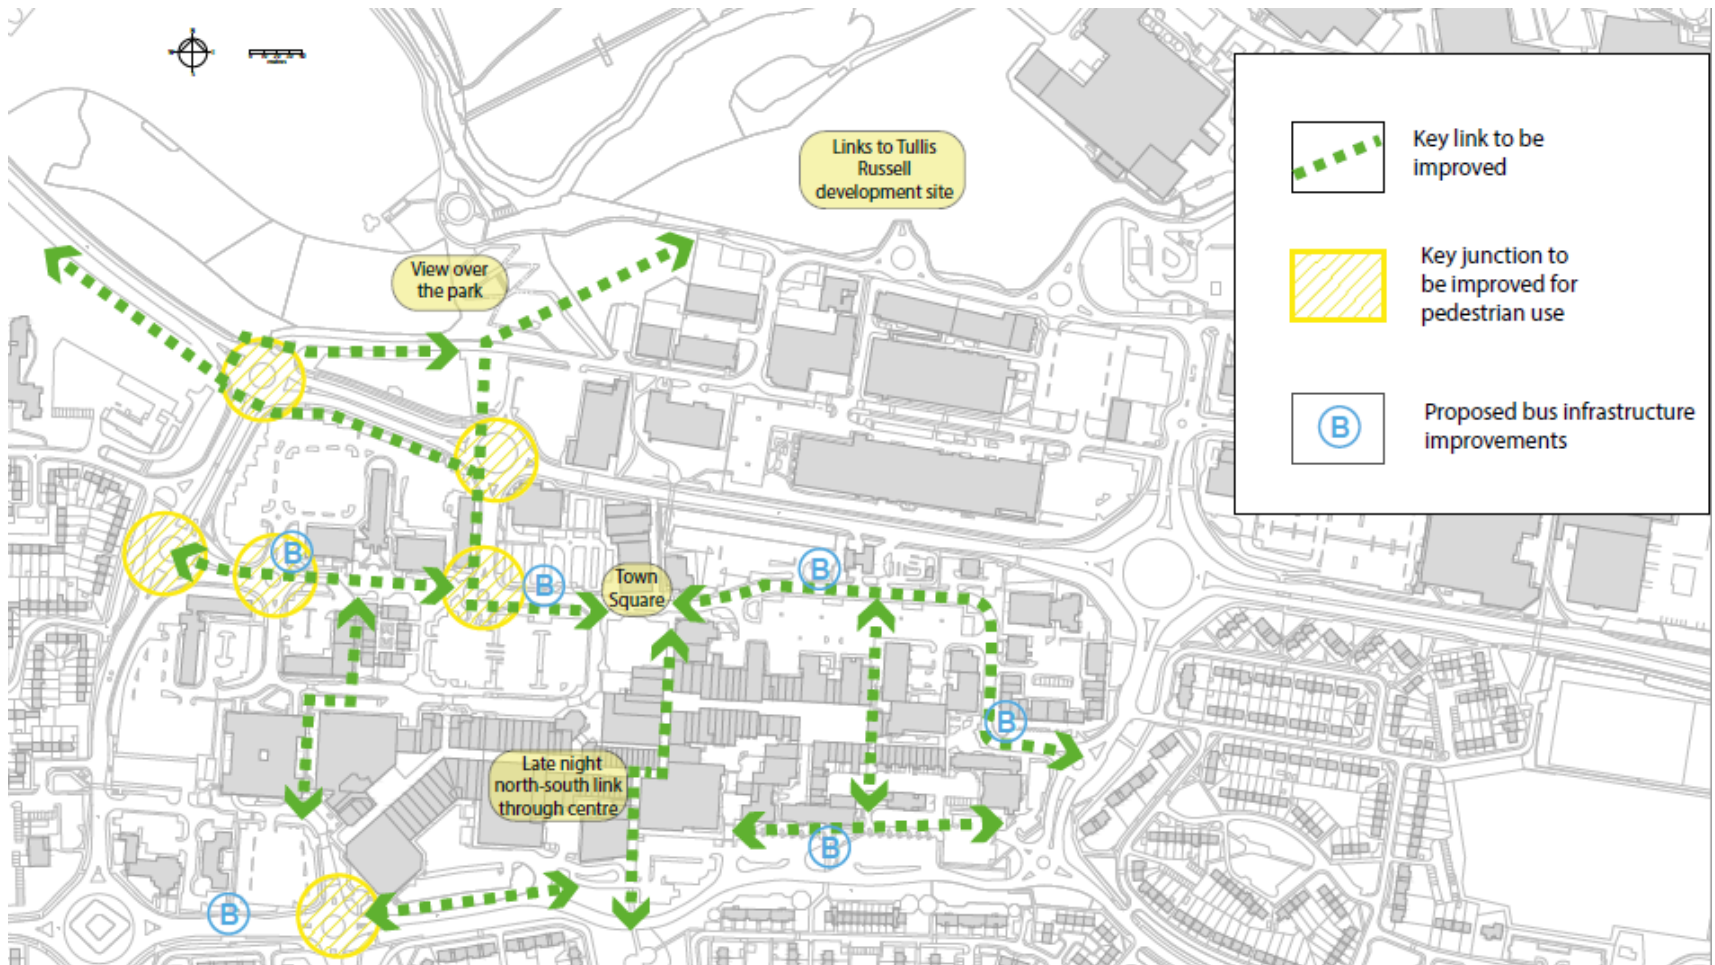 Links to Tullis
Russell
development site
View over
the park
Town
Square
Late night
north-south link
through centre
B
B
B
B
B
B
Key link to be
improved
Key junction to
be improved for
pedestrian use
B
Proposed bus infrastructure
improvements